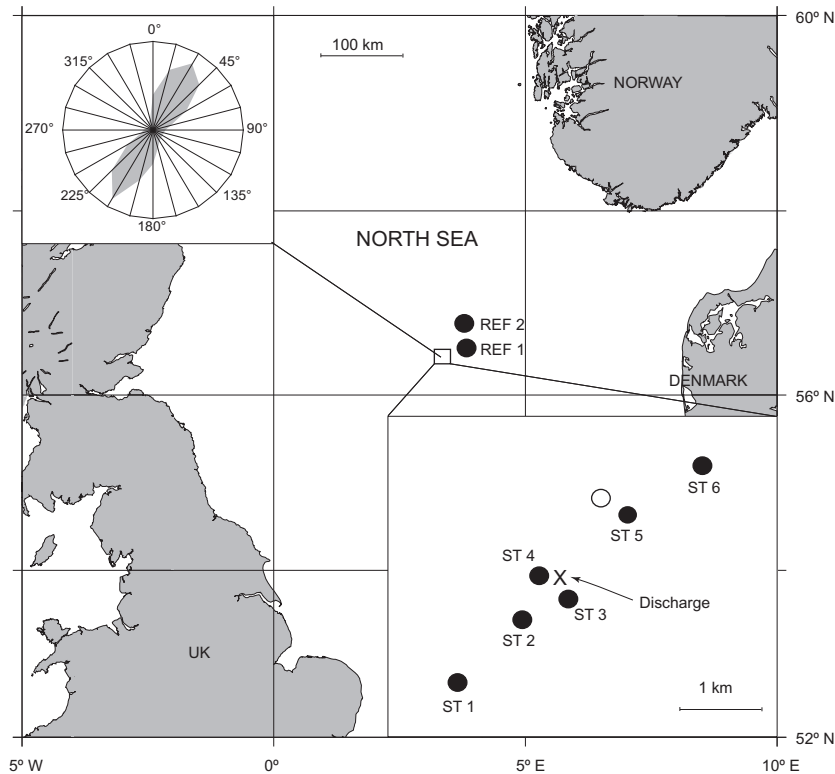 0°
45°
90°
135°
180°
225°
270°
315°
100 km
60º N
NORWAY
NORTH SEA
REF 2
REF 1
DENMARK
56º N
ST 6
ST 5
ST 4
X
Discharge
ST 3
ST 2
ST 1
1 km
UK
52º N
5º W
0º
5º E
10º E